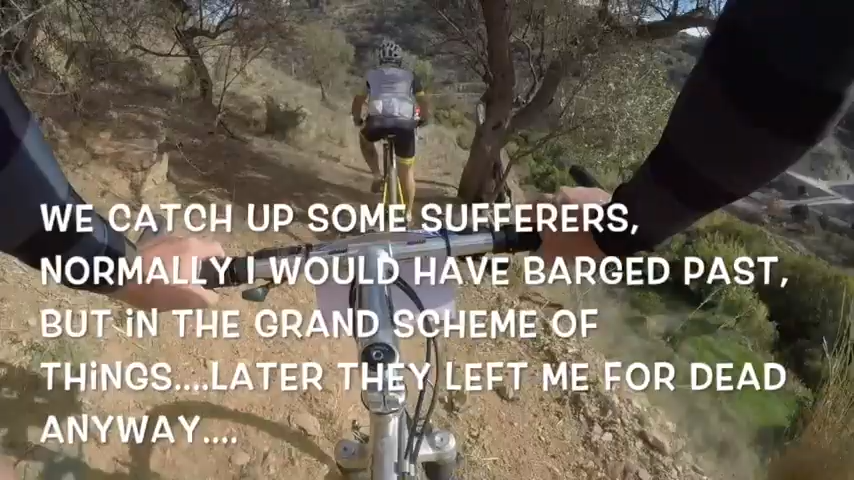 WE CATCH UP SOME SUFFERERS,
NORMALLY I WOULD HAVE BARGED PAST,
BUT iN THE GRAND SCHEME OF
THiNGS....LATER THEY LEFT ME FOR DEAD
ANYWAY....